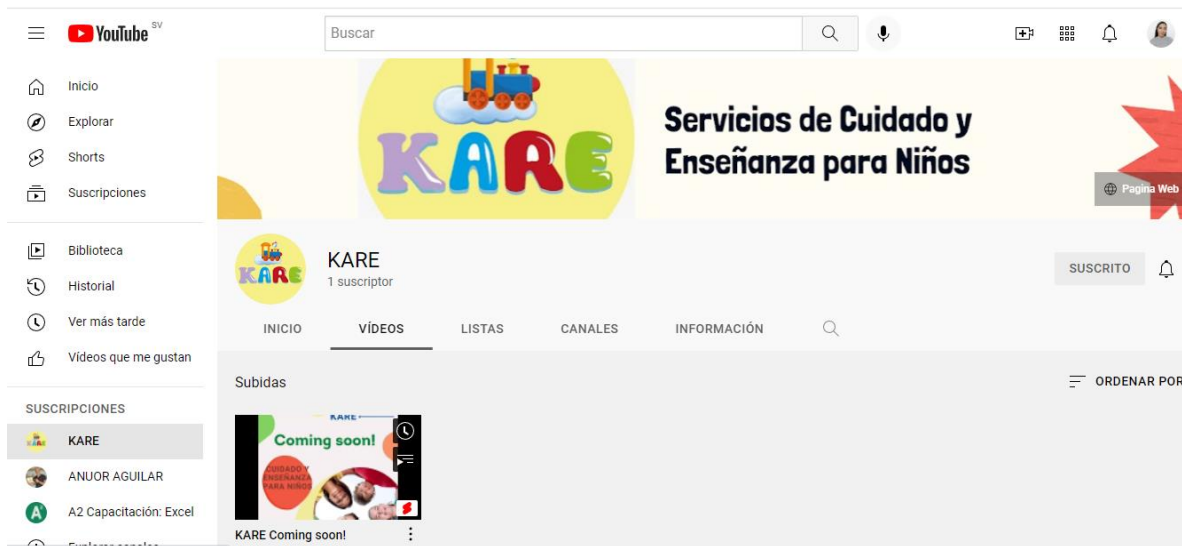 YouTube SV
Buscar
Inicio
Explorar
Shorts
Suscripciones
Biblioteca
Historial
Ver más tarde
Vídeos que me gustan
SUSCRIPCIONES
KARE
ANUOR AGUILAR
A2 Capacitación: Excel
KARE
Servicios de Cuidado y
Enseñanza para Niños
Pagina Web
KARE
KARE
1 suscriptor
SUSCRITO
INICIO VÍDEOS LISTAS CANALES INFORMACIÓN
Subidas
ORDENAR POR
KARE
Coming soon!
CUIDADO Y
ENSEÑANZA
PARA NIÑOS
KARE Coming soon!